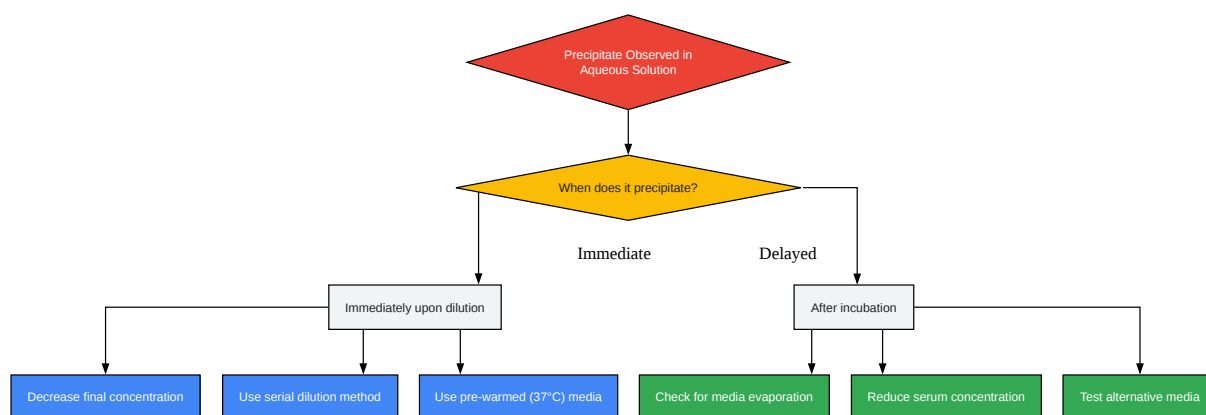 Precipitate Observed in
Aqueous Solution
When does it precipitate?
Immediate
Delayed
Immediately upon dilution
After incubation
Decrease final concentration
Use serial dilution method
Use pre-warmed (37°C) media
Check for media evaporation
Reduce serum concentration
Test alternative media